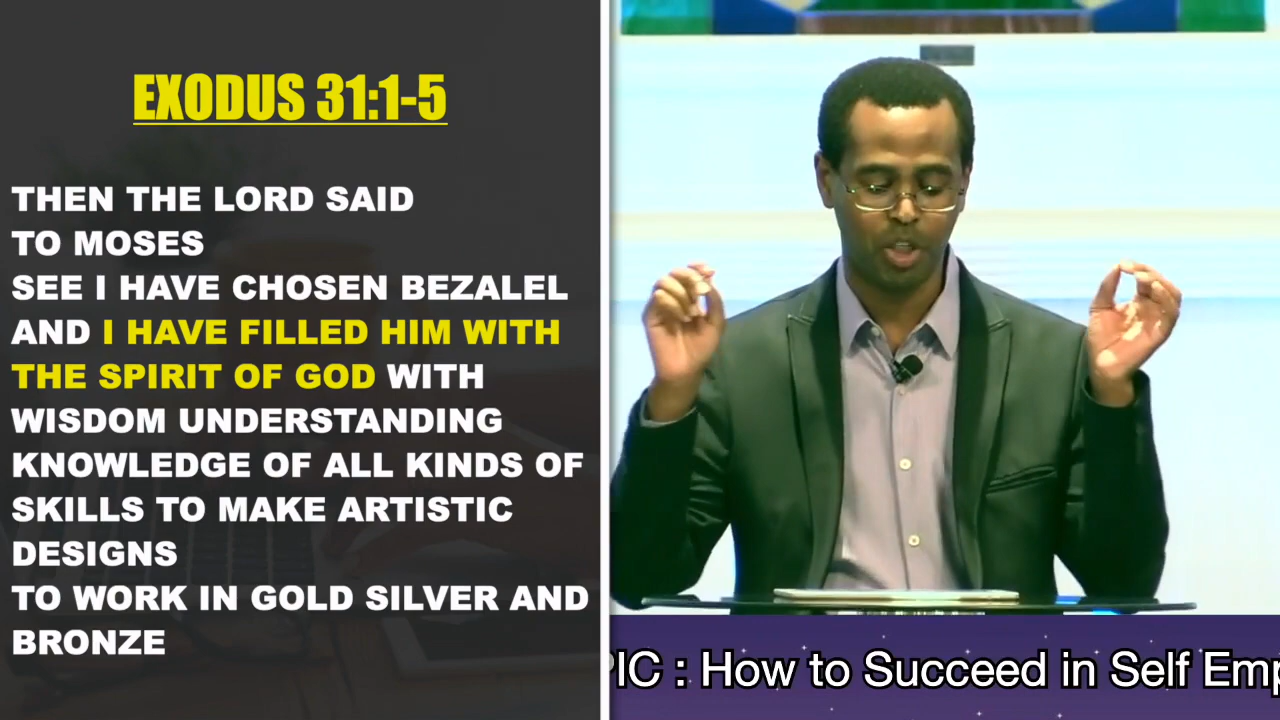 EXODUS 31:1-5
THEN THE LORD SAID
TO MOSES
SEE I HAVE CHOSEN BEZALEL
AND I HAVE FILLED HIM WITH
THE SPIRIT OF GOD WITH
WISDOM UNDERSTANDING
KNOWLEDGE OF ALL KINDS OF
SKILLS TO MAKE ARTISTIC
DESIGNS
TO WORK IN GOLD SILVER AND
BRONZE
PIC : How to Succeed in Self Emp